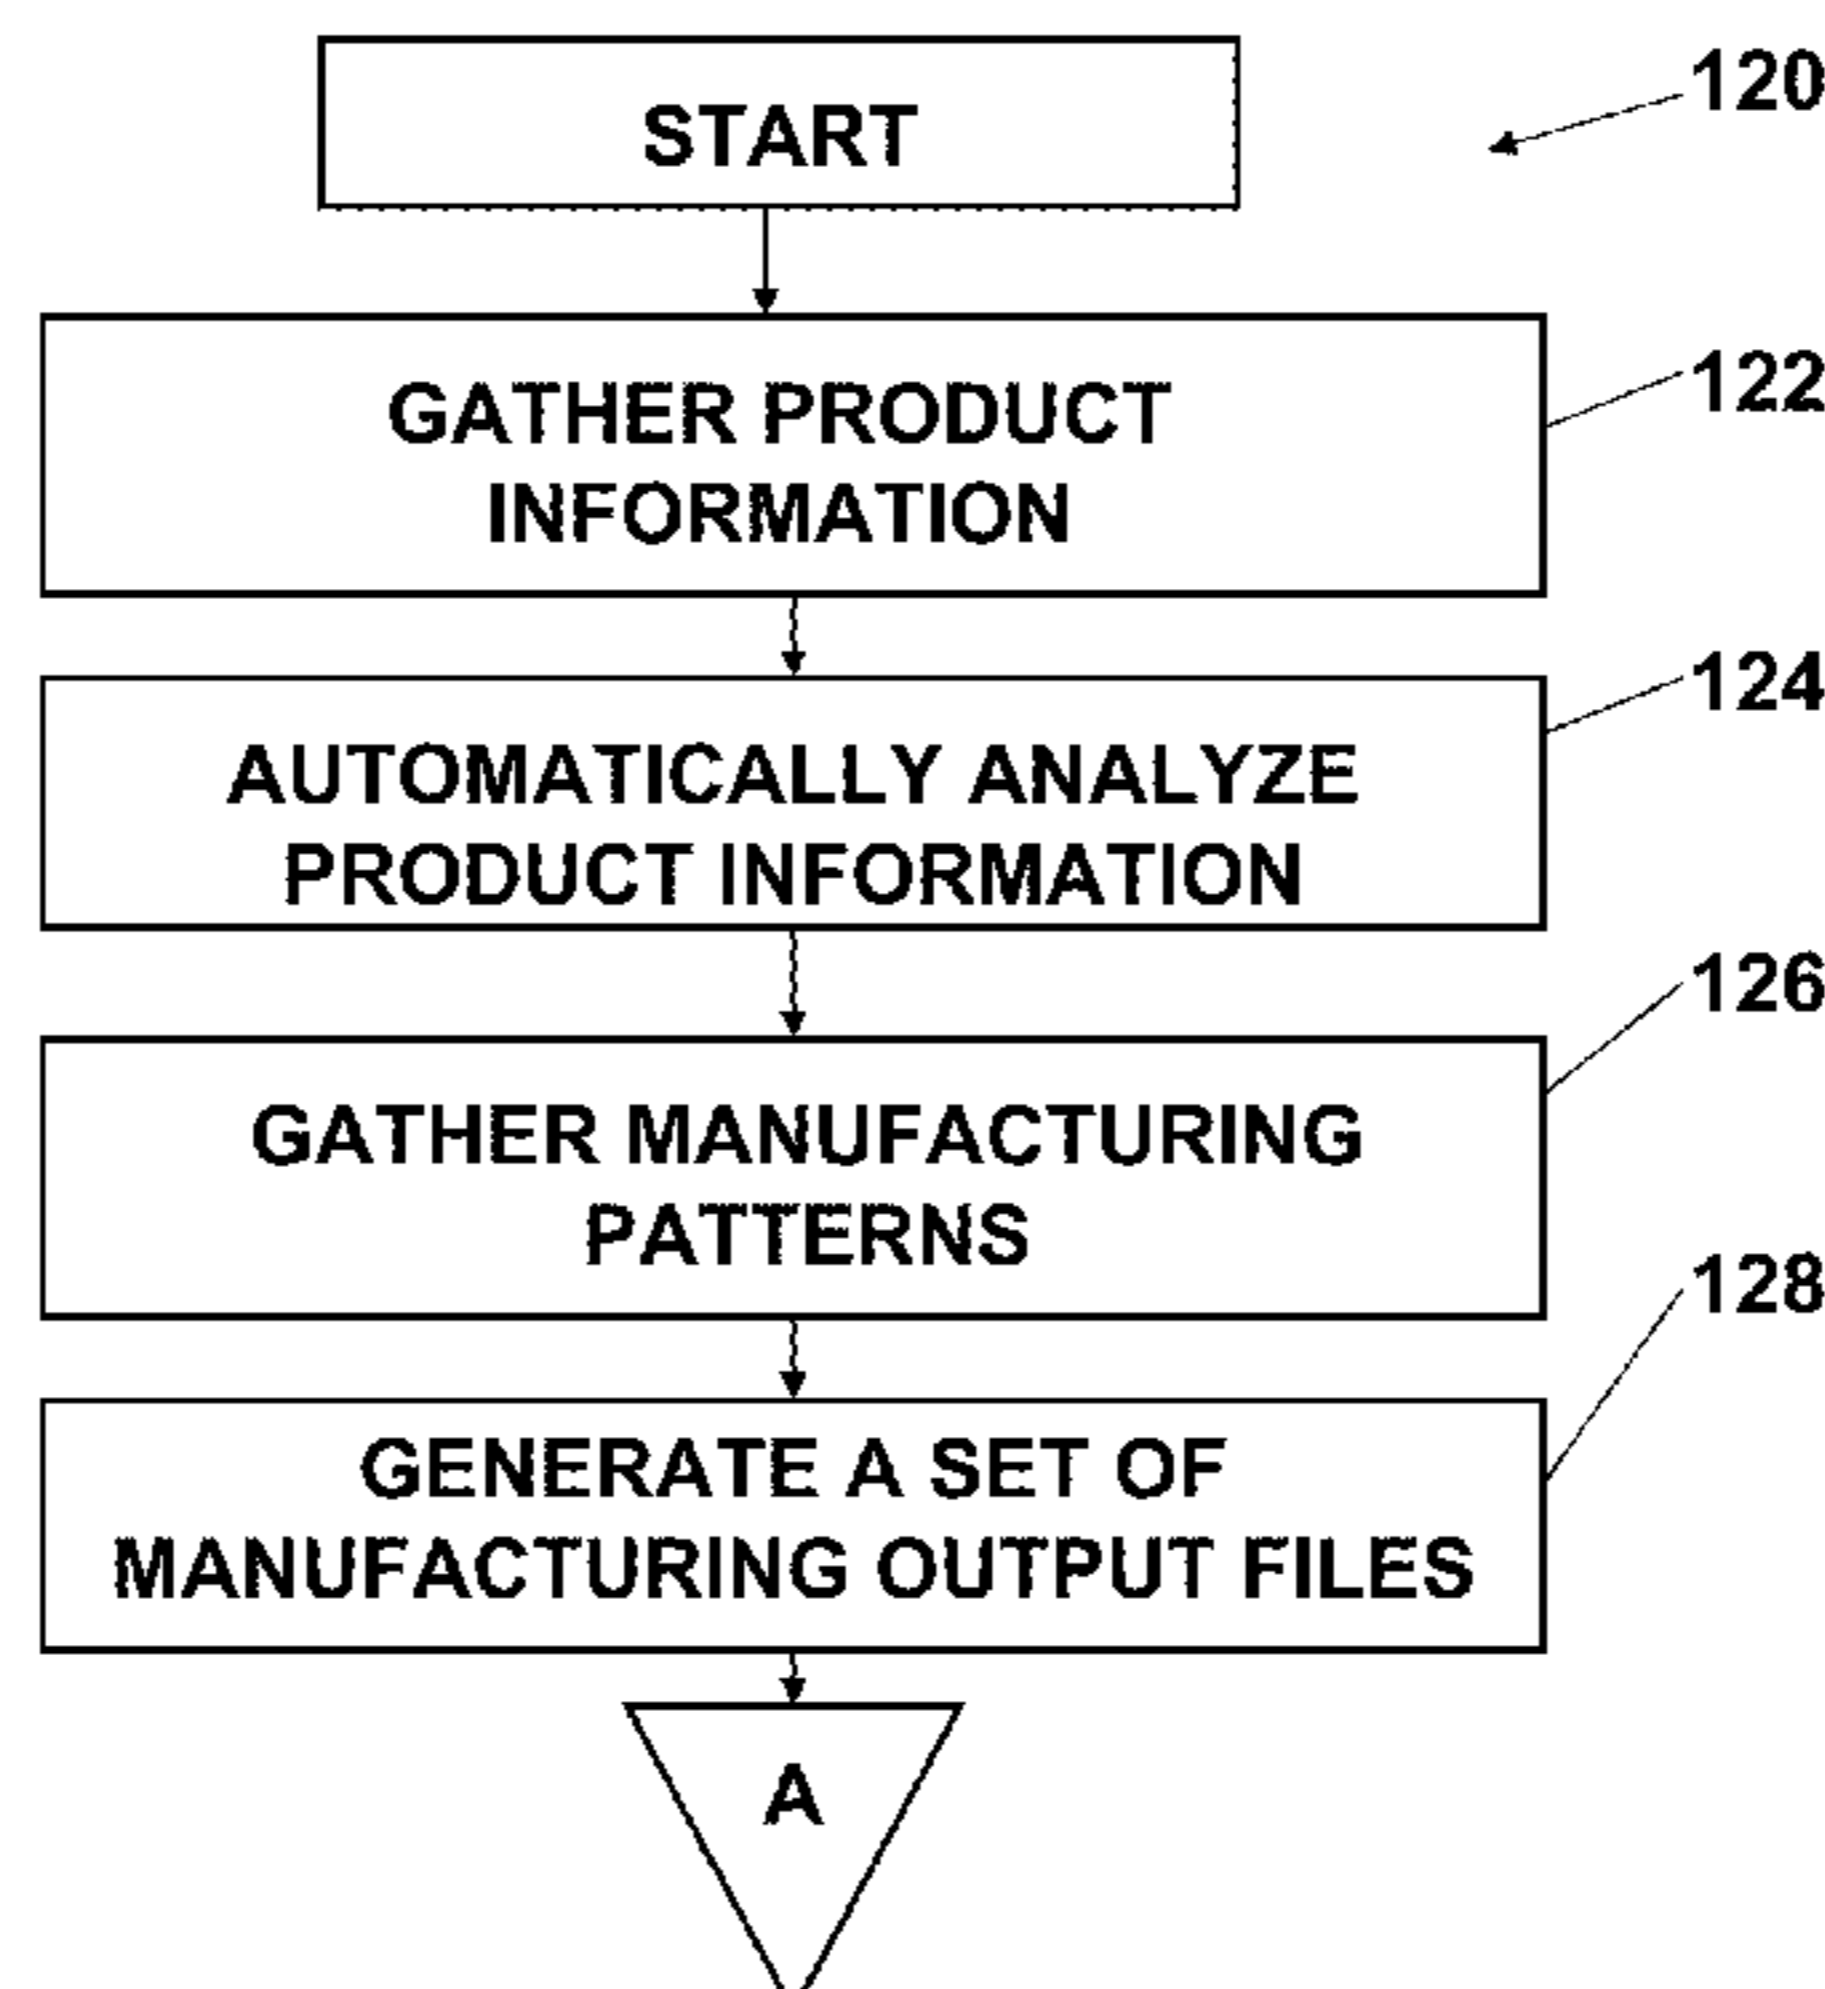 START
120
GATHER PRODUCT
INFORMATION
122
AUTOMATICALLY ANALYZE
PRODUCT INFORMATION
124
GATHER MANUFACTURING
PATTERNS
126
GENERATE A SET OF
MANUFACTURING OUTPUT FILES
128
A